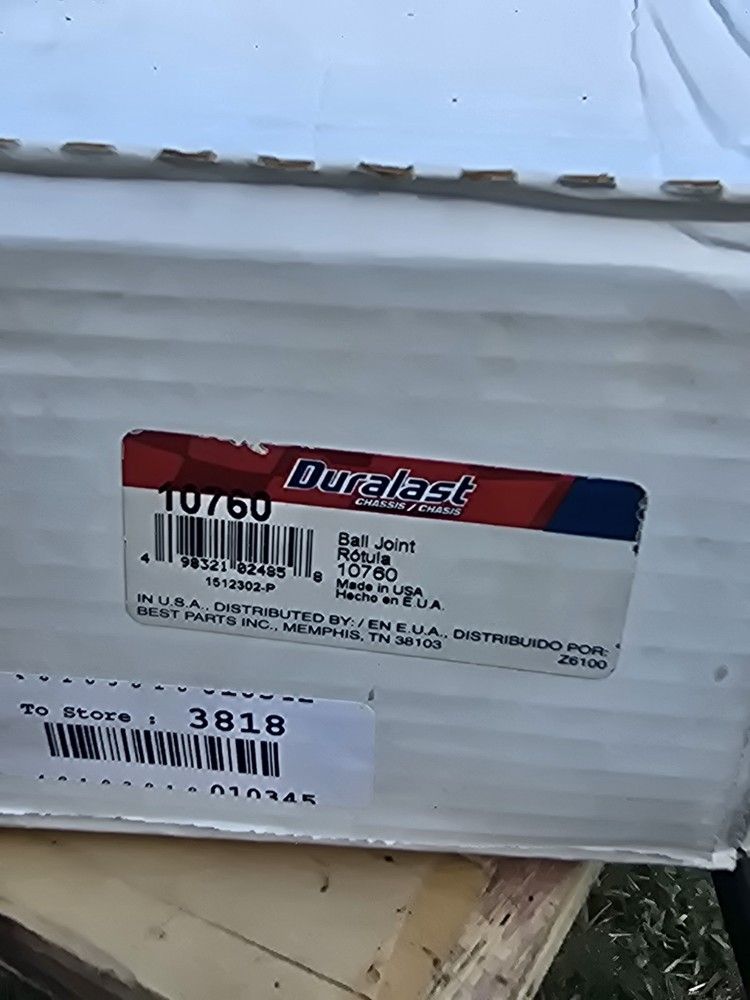 Duralast
CHASSIS / CHASIS
10760
4 98321 02485 8
1512302-P
Ball Joint
Rótula
10760
Made in USA
Hecho en E.U.A.
IN U.S.A., DISTRIBUTED BY: / EN E.U.A., DISTRIBUIDO POR:
BEST PARTS INC., MEMPHIS, TN 38103
Z6100
To Store : 3818
010345